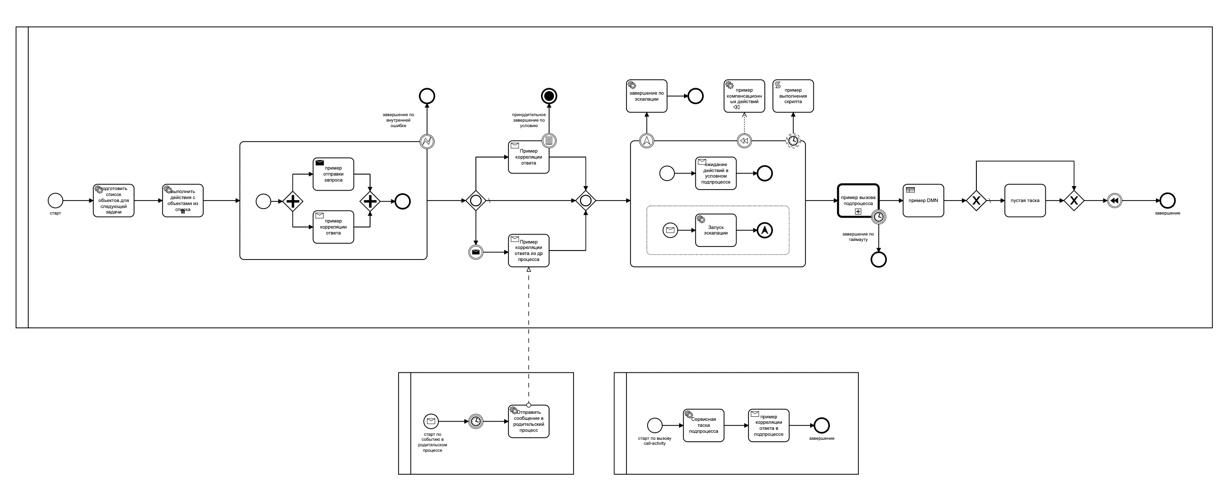 старт
подготовить
список
объектов для
следующей
задачи
выполнить
действия с
объектами из
списка
завершение по
внутренней
ошибке
пример
отправки
запроса
пример
корреляции
ответа
принудительное
завершение по
условию
Пример
корреляции
ответа
Пример
корреляции
ответа из др
процесса
завершение по
эскалации
пример
компенсационн
ых действий
пример
выполнения
скрипта
ожидание
действий в
условном
подпроцессе
Запуск
эскалации
пример вызова
подпроцесса
завершение по
таймауту
пример DMN
пустая таска
завершение
старт по
событию в
родительском
процессе
Отправить
сообщение в
родительский
процесс
старт по вызову
call-activity
Сервисная
таска
подпроцесса
пример
корреляции
ответа в
подпроцессе
завершение